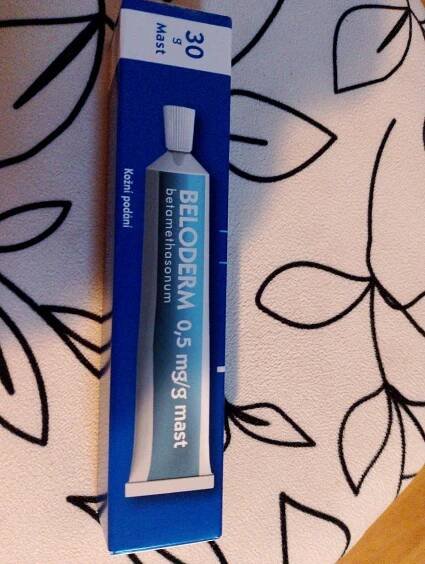 30
g
Mast
BELODERM 0,5 mg/g mast
betamethasonum
Kožní podání